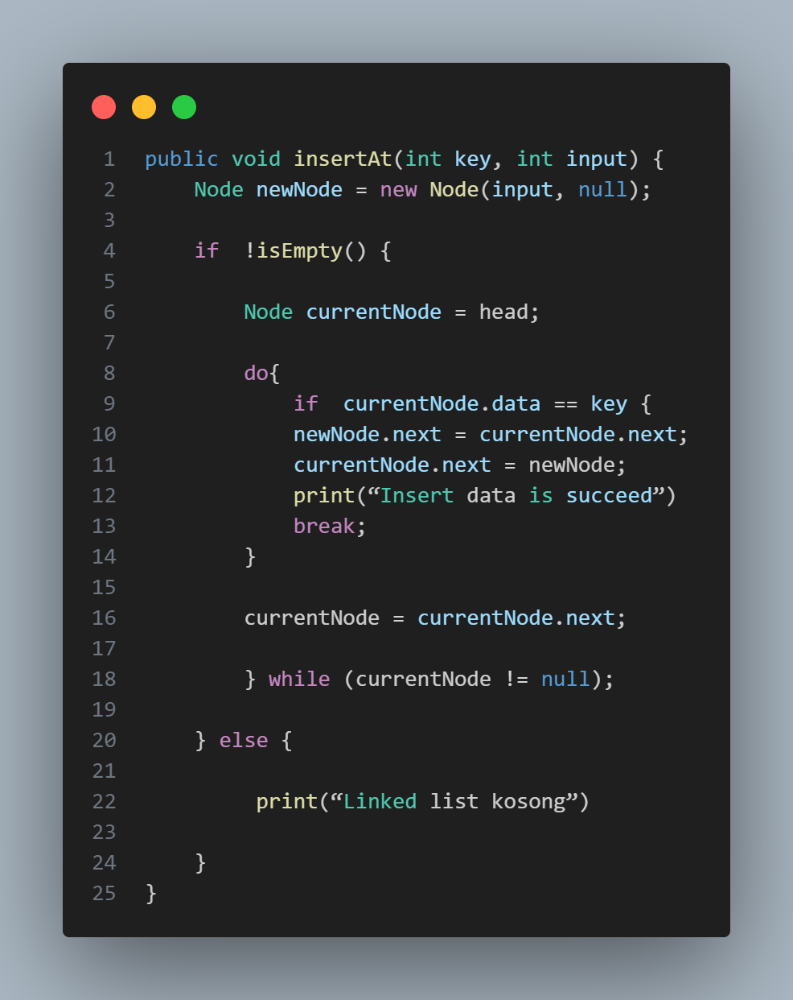 1 public void insertAt(int key, int input) {
2     Node newNode = new Node(input, null);
3
4     if  !isEmpty() {
5
6         Node currentNode = head;
7
8         do{
9             if  currentNode.data == key {
10             newNode.next = currentNode.next;
11             currentNode.next = newNode;
12             print(“Insert data is succeed”)
13             break;
14         }
15
16         currentNode = currentNode.next;
17
18         } while (currentNode != null);
19
20     } else {
21
22          print(“Linked list kosong”)
23
24     }
25 }